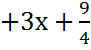 +3x + 9/4